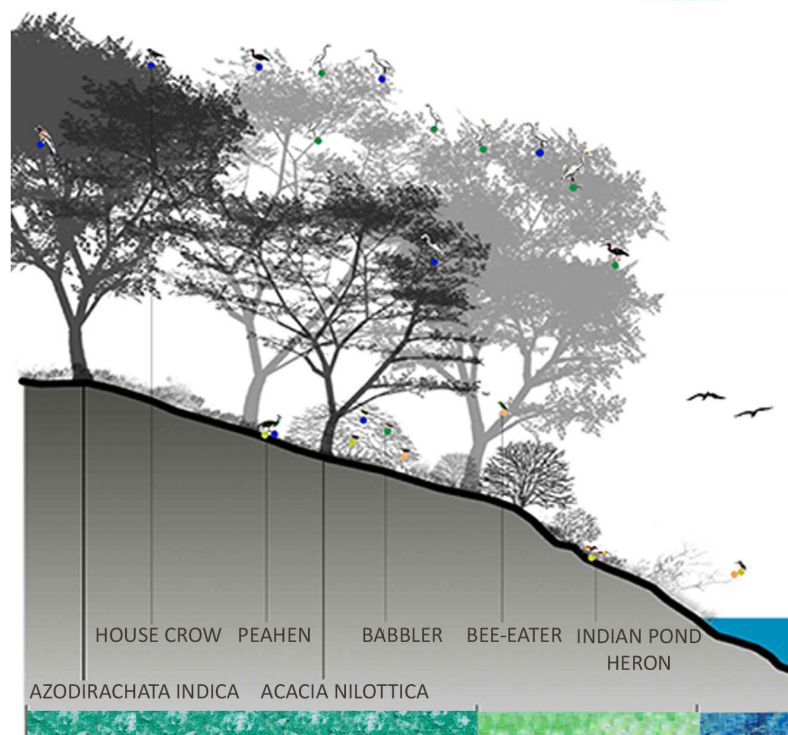 HOUSE CROW
PEAHEN
BABBLER
BEE-EATER
INDIAN POND
HERON
AZODIRACHATA INDICA
ACACIA NILOTTICA